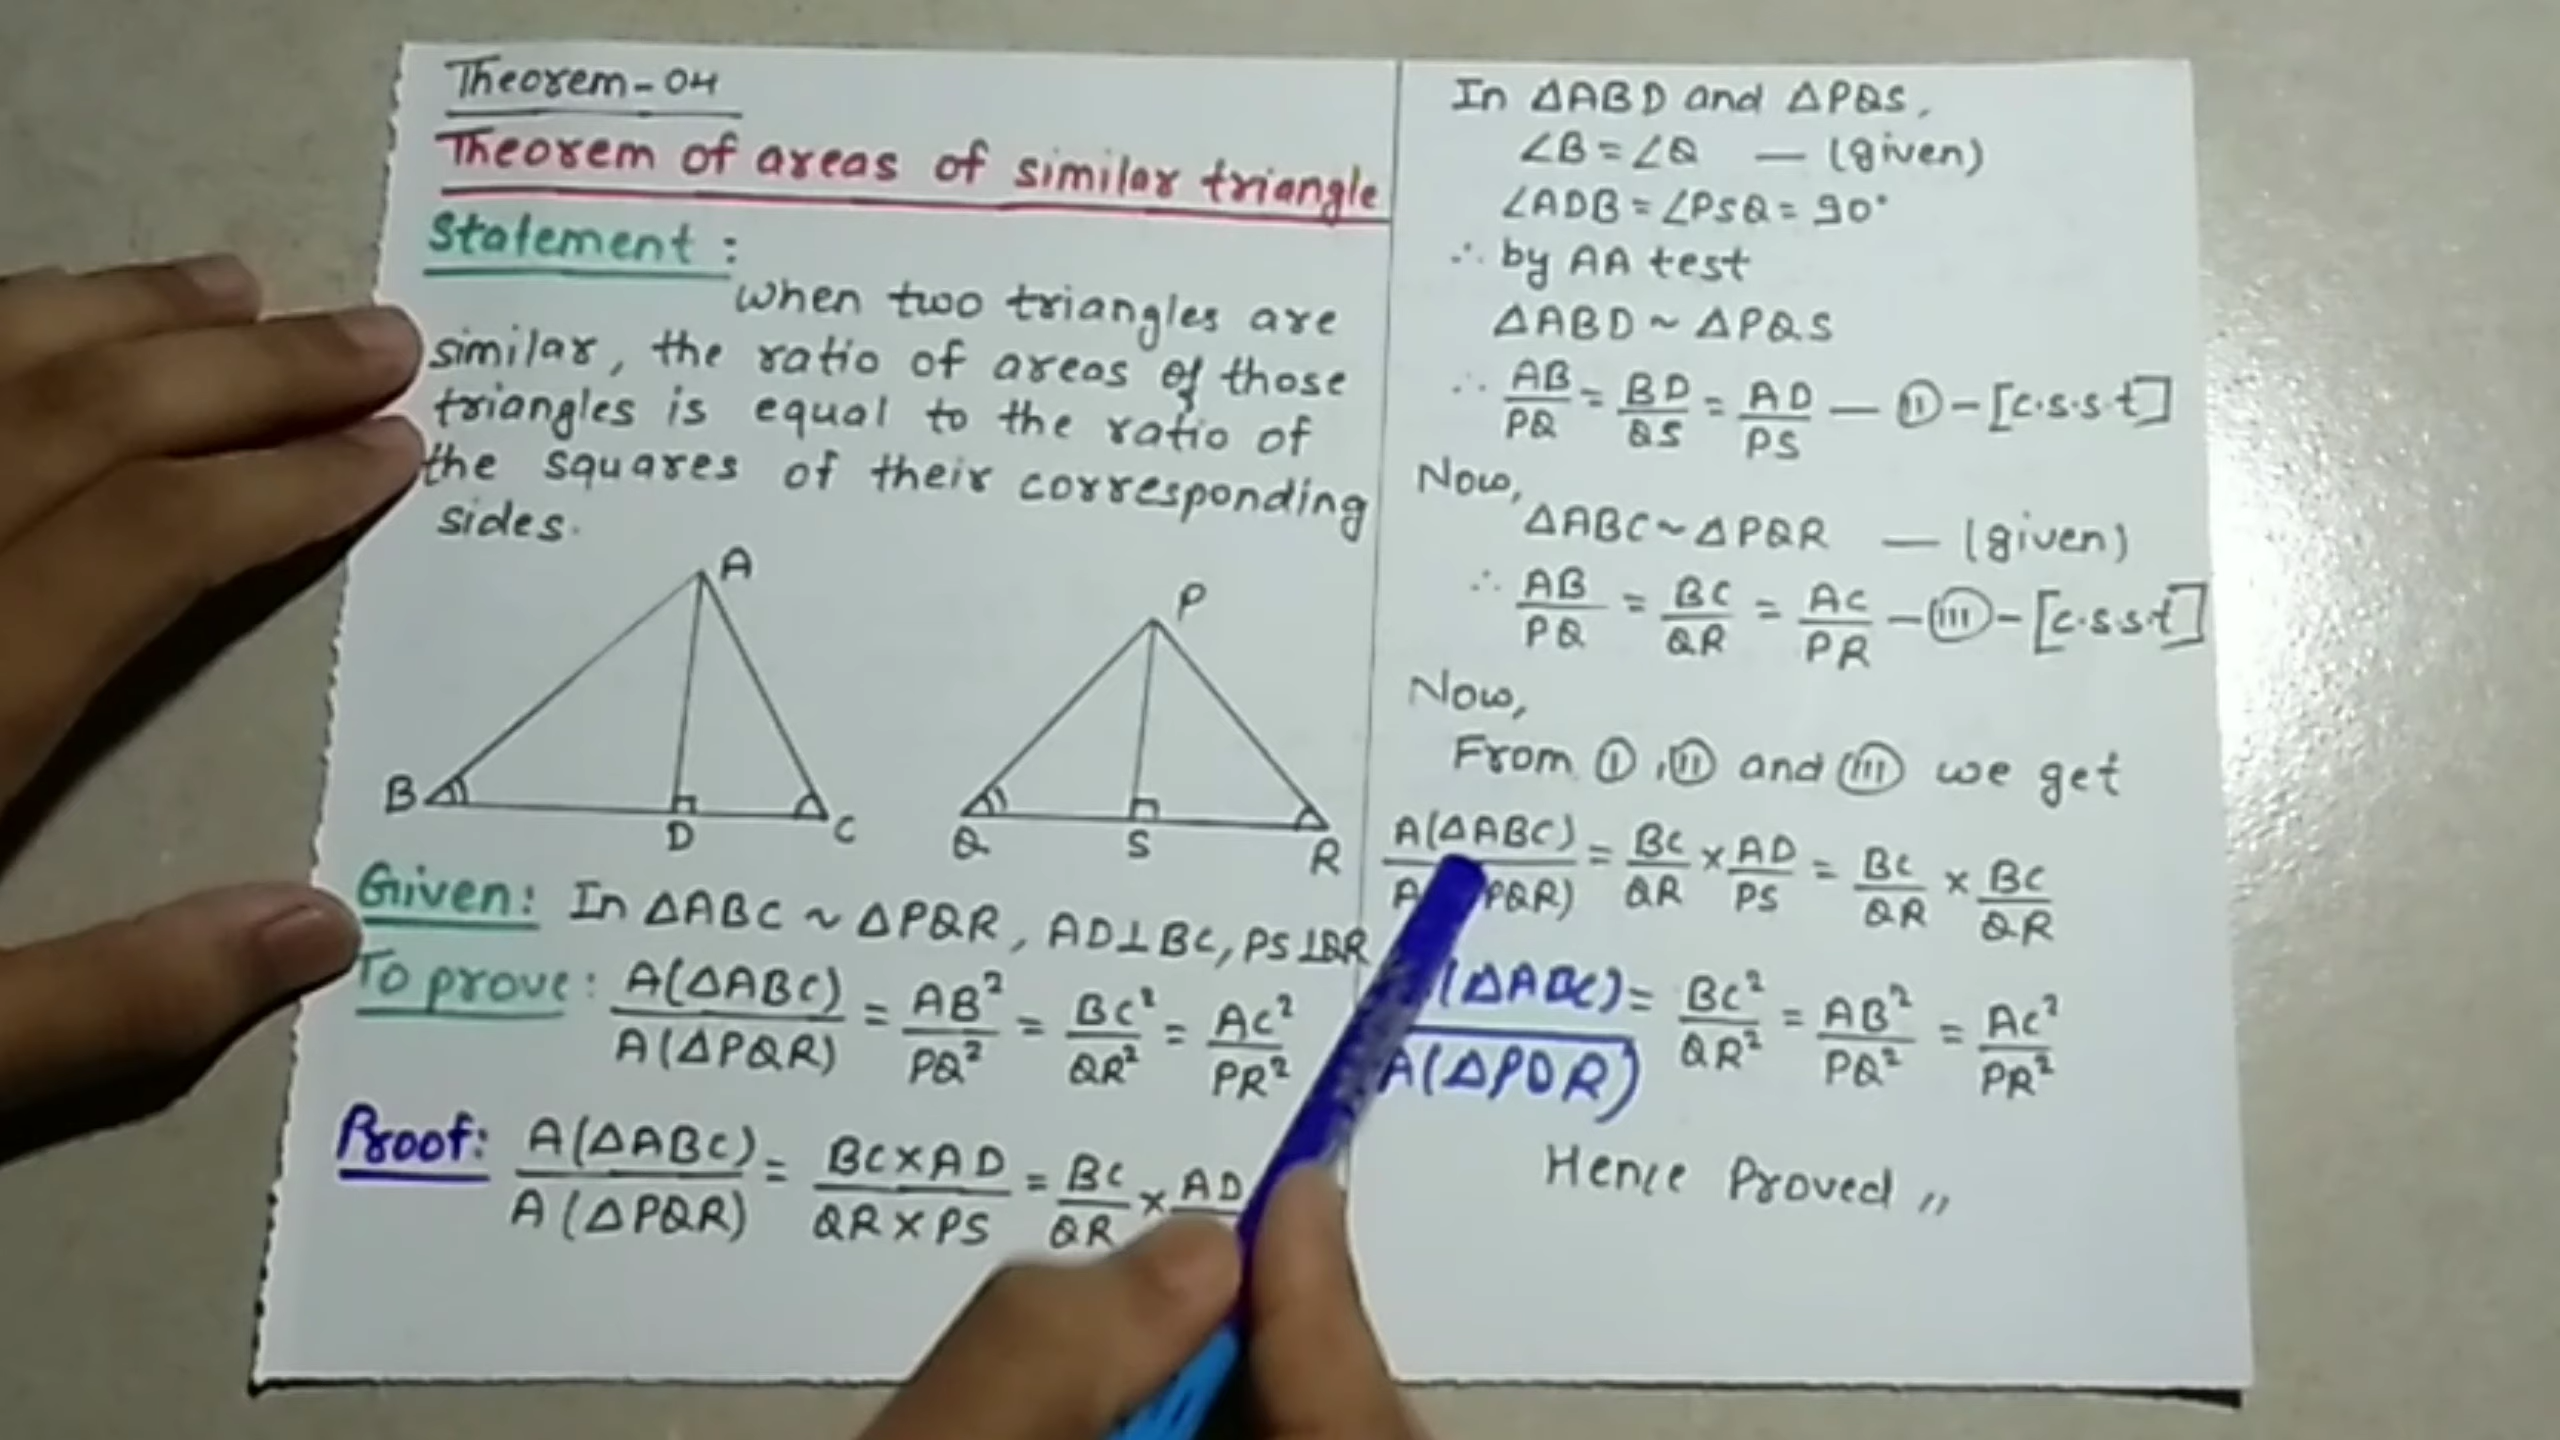 Theorem-04
Theorem of areas of similar triangle
Statement :
When two triangles are
similar, the ratio of areas of those
triangles is equal to the ratio of
the squares of their corresponding
sides.
A
P
B
D
C
Q
S
R
Given: In ΔABC ~ ΔPQR, AD⊥BC, PS⊥QR
To prove: A(ΔABC)/A(ΔPQR) = AB²/PQ² = BC²/QR² = AC²/PR²
Proof: A(ΔABC)/A(ΔPQR) = BC×AD/QR×PS = BC/QR × AD
In ΔABD and ΔPQS,
∠B = ∠Q — (given)
∠ADB = ∠PSQ = 90°
∴ by AA test
ΔABD ~ ΔPQS
∴ AB/PQ = BD/QS = AD/PS — (II) - [c.s.s.t]
Now,
ΔABC ~ ΔPQR — (given)
∴ AB/PQ = BC/QR = AC/PR - (III) - [c.s.s.t]
Now,
From (I), (II) and (III) we get
A(ΔABC)/A PQR) = BC/QR × AD/PS = BC/QR × BC/QR
(ΔABC)/A(ΔPQR) = BC²/QR² = AB²/PQ² = AC²/PR²
Hence Proved ,,